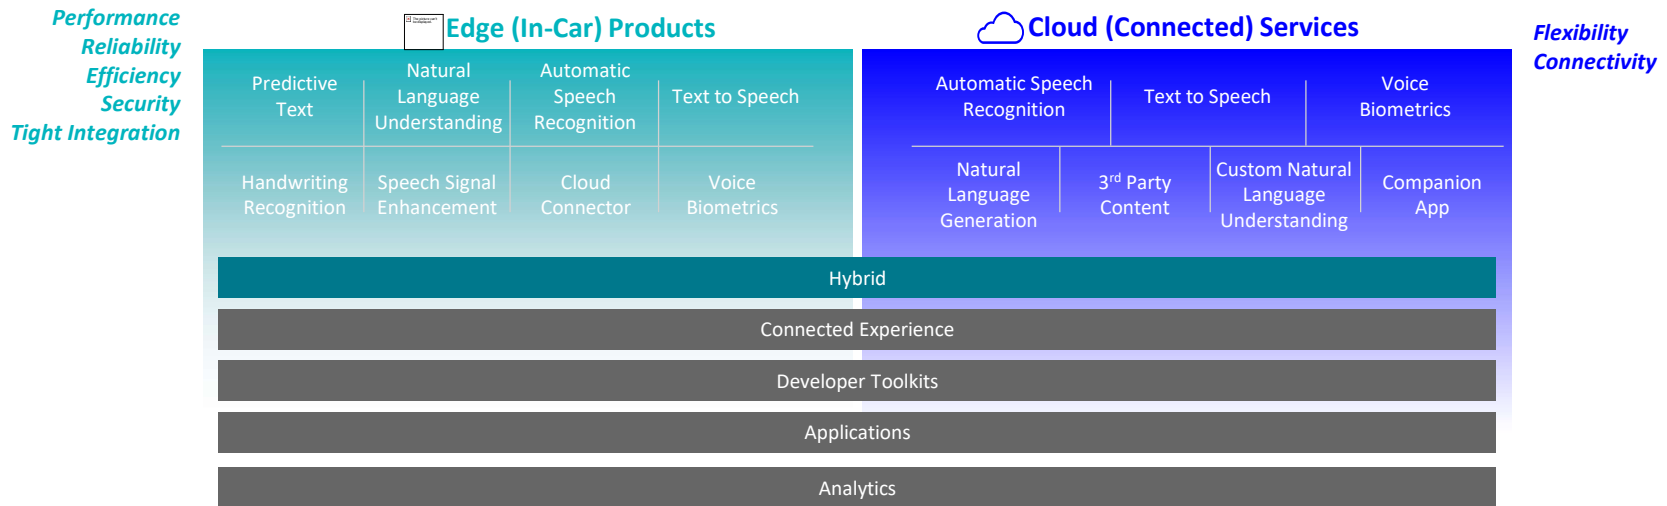 Performance
Reliability
Efficiency
Security
Tight Integration
Edge (In-Car) Products
Predictive
Text
Natural
Language
Understanding
Automatic
Speech
Recognition
Text to Speech
Handwriting
Recognition
Speech Signal
Enhancement
Cloud
Connector
Voice
Biometrics
Cloud (Connected) Services
Automatic Speech
Recognition
Text to Speech
Voice
Biometrics
Natural
Language
Generation
3rd Party
Content
Custom Natural
Language
Understanding
Companion
App
Flexibility
Connectivity
Hybrid
Connected Experience
Developer Toolkits
Applications
Analytics